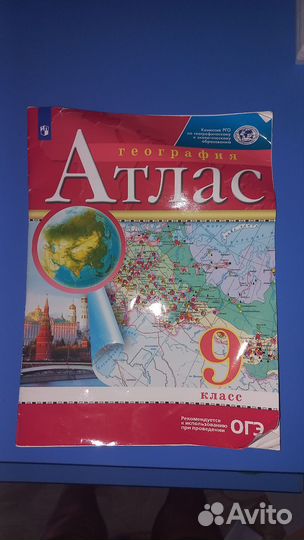 Комиссия РГО
по географическому
и экологическому
образованию
география
Атлас
9
класс
Рекомендуется
к использованию
при проведении
ОГЭ
Avito